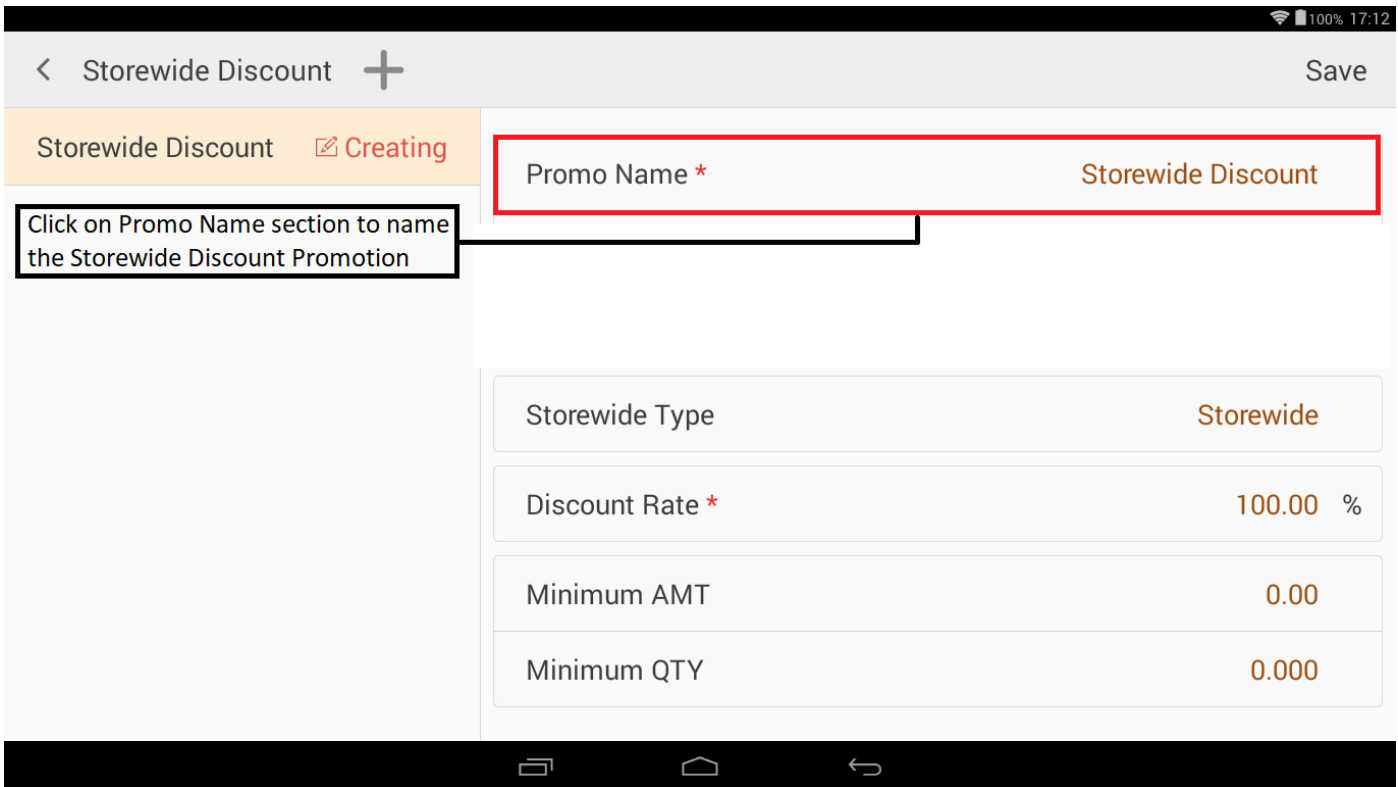 100% 17:12
Storewide Discount
Save
Storewide Discount Creating
Promo Name * Storewide Discount
Click on Promo Name section to name
the Storewide Discount Promotion
Storewide Type Storewide
Discount Rate * 100.00 %
Minimum AMT 0.00
Minimum QTY 0.000